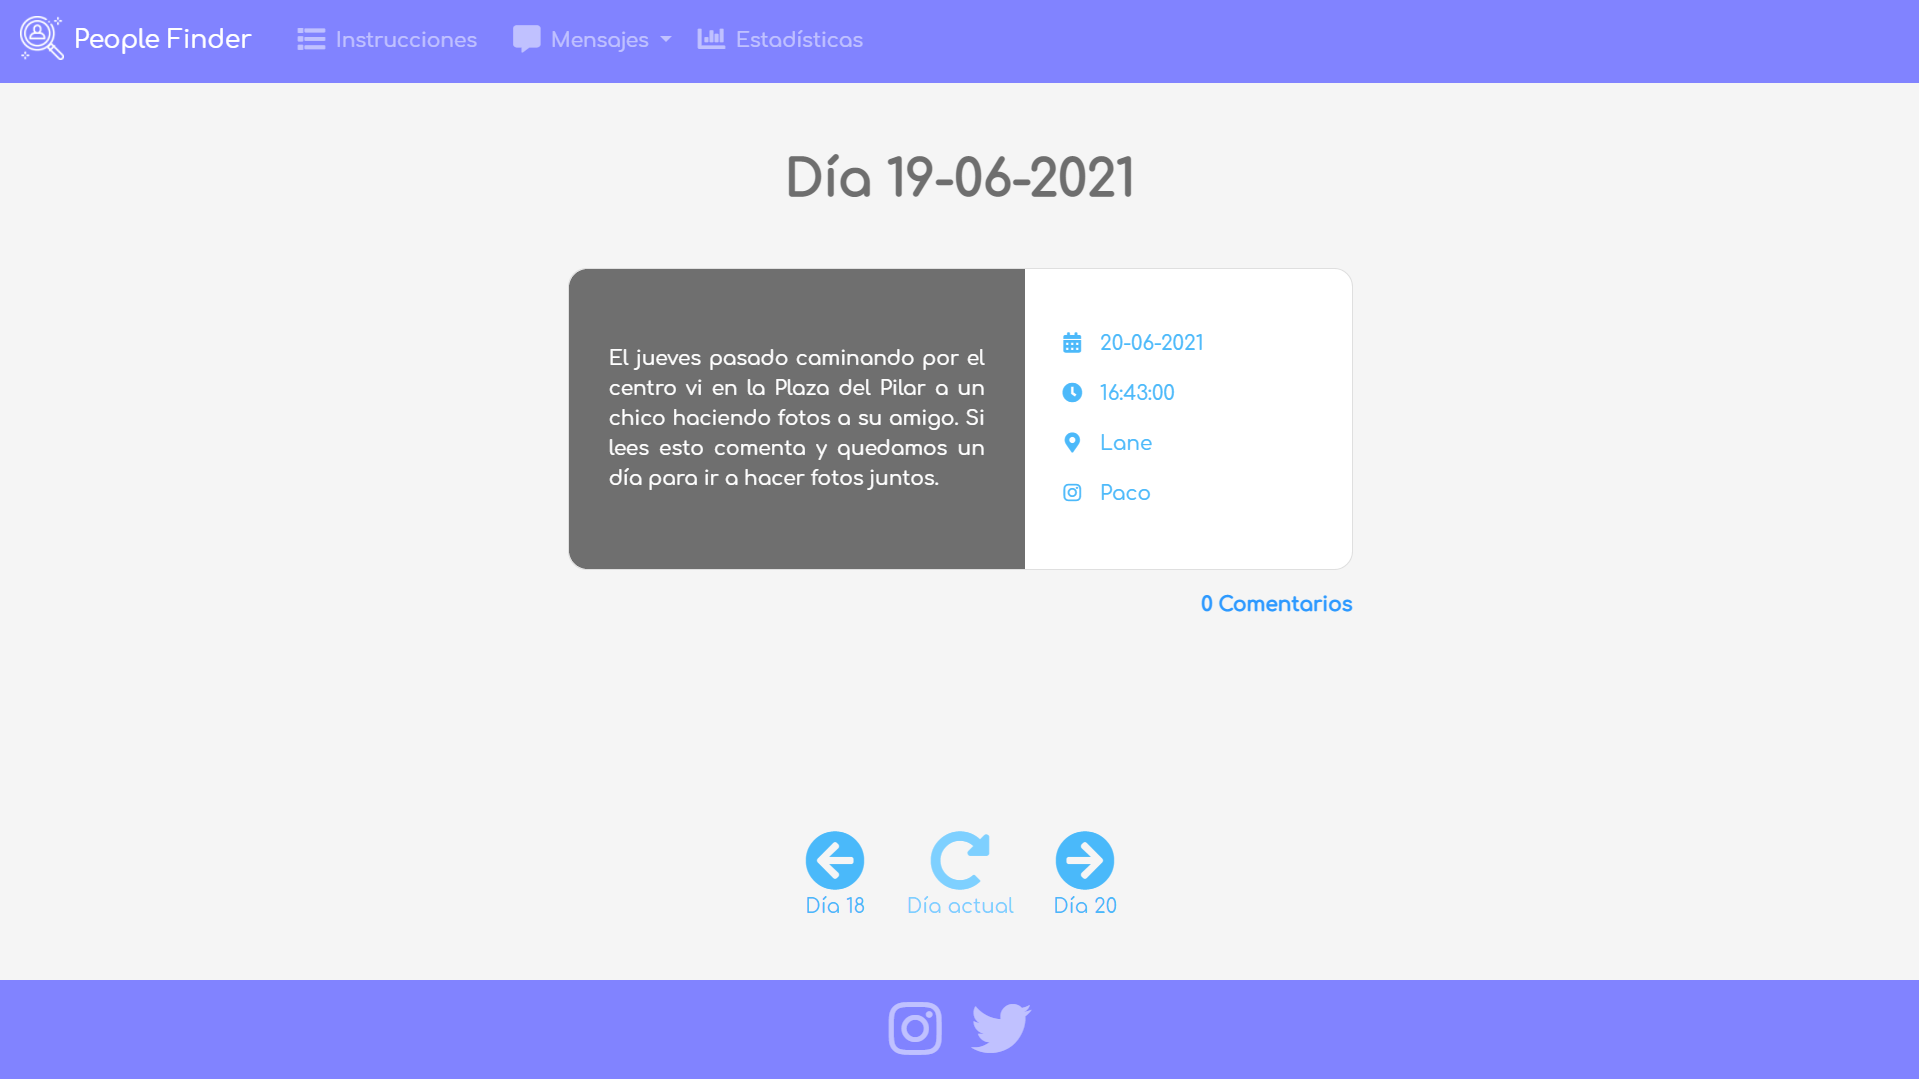 People Finder
Instrucciones
Mensajes
Estadísticas
Día 19-06-2021
El jueves pasado caminando por el
centro vi en la Plaza del Pilar a un
chico haciendo fotos a su amigo. Si
lees esto comenta y quedamos un
día para ir a hacer fotos juntos.
20-06-2021
16:43:00
Lane
Paco
0 Comentarios
Día 18
Día actual
Día 20